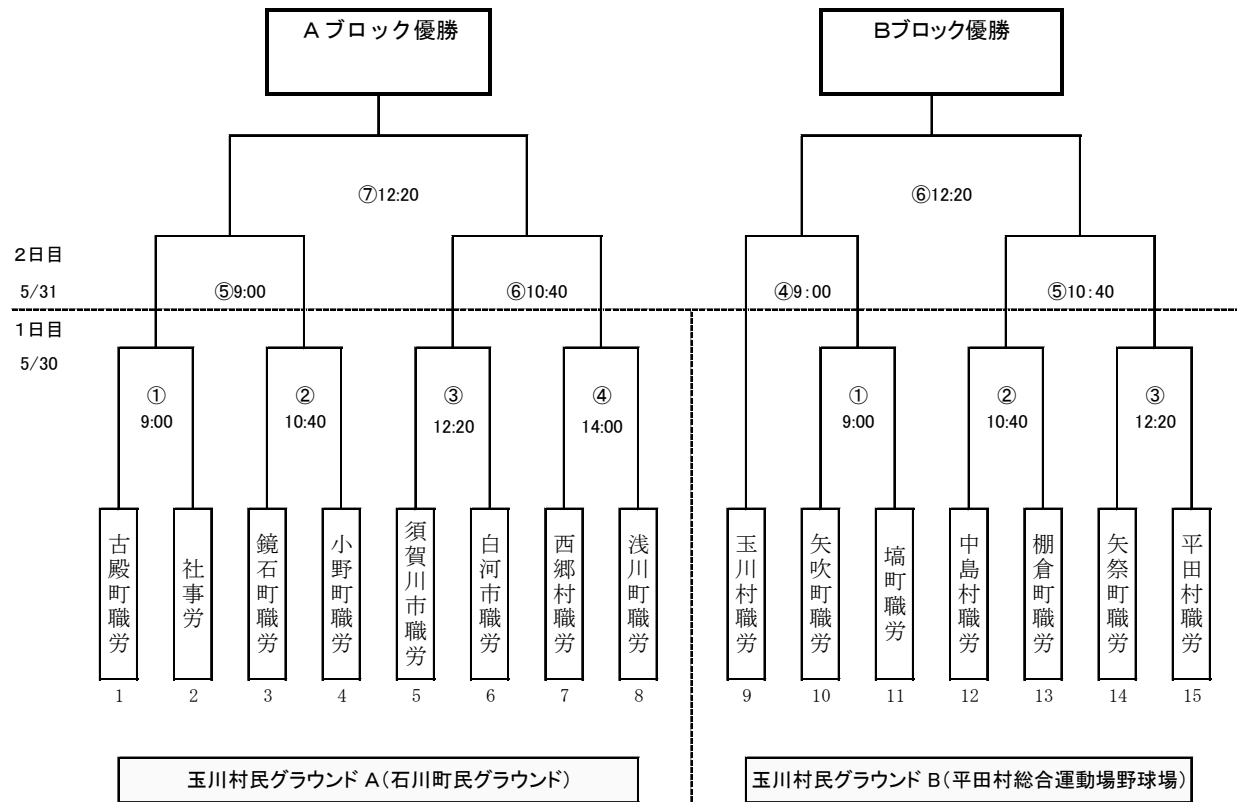 A ブロック優勝
Bブロック優勝
⑦12:20
⑥12:20
2日目
5/31
⑤9:00
⑥10:40
④9:00
⑤10:40
1日目
5/30
①
9:00
②
10:40
③
12:20
④
14:00
①
9:00
②
10:40
③
12:20
古殿町職労
社事労
鏡石町職労
小野町職労
須賀川市職労
白河市職労
西郷村職労
浅川町職労
玉川村職労
矢吹町職労
塙町職労
中島村職労
棚倉町職労
矢祭町職労
平田村職労
1
2
3
4
5
6
7
8
9
10
11
12
13
14
15
玉川村民グラウンド A(石川町民グラウンド)
玉川村民グラウンド B(平田村総合運動場野球場)